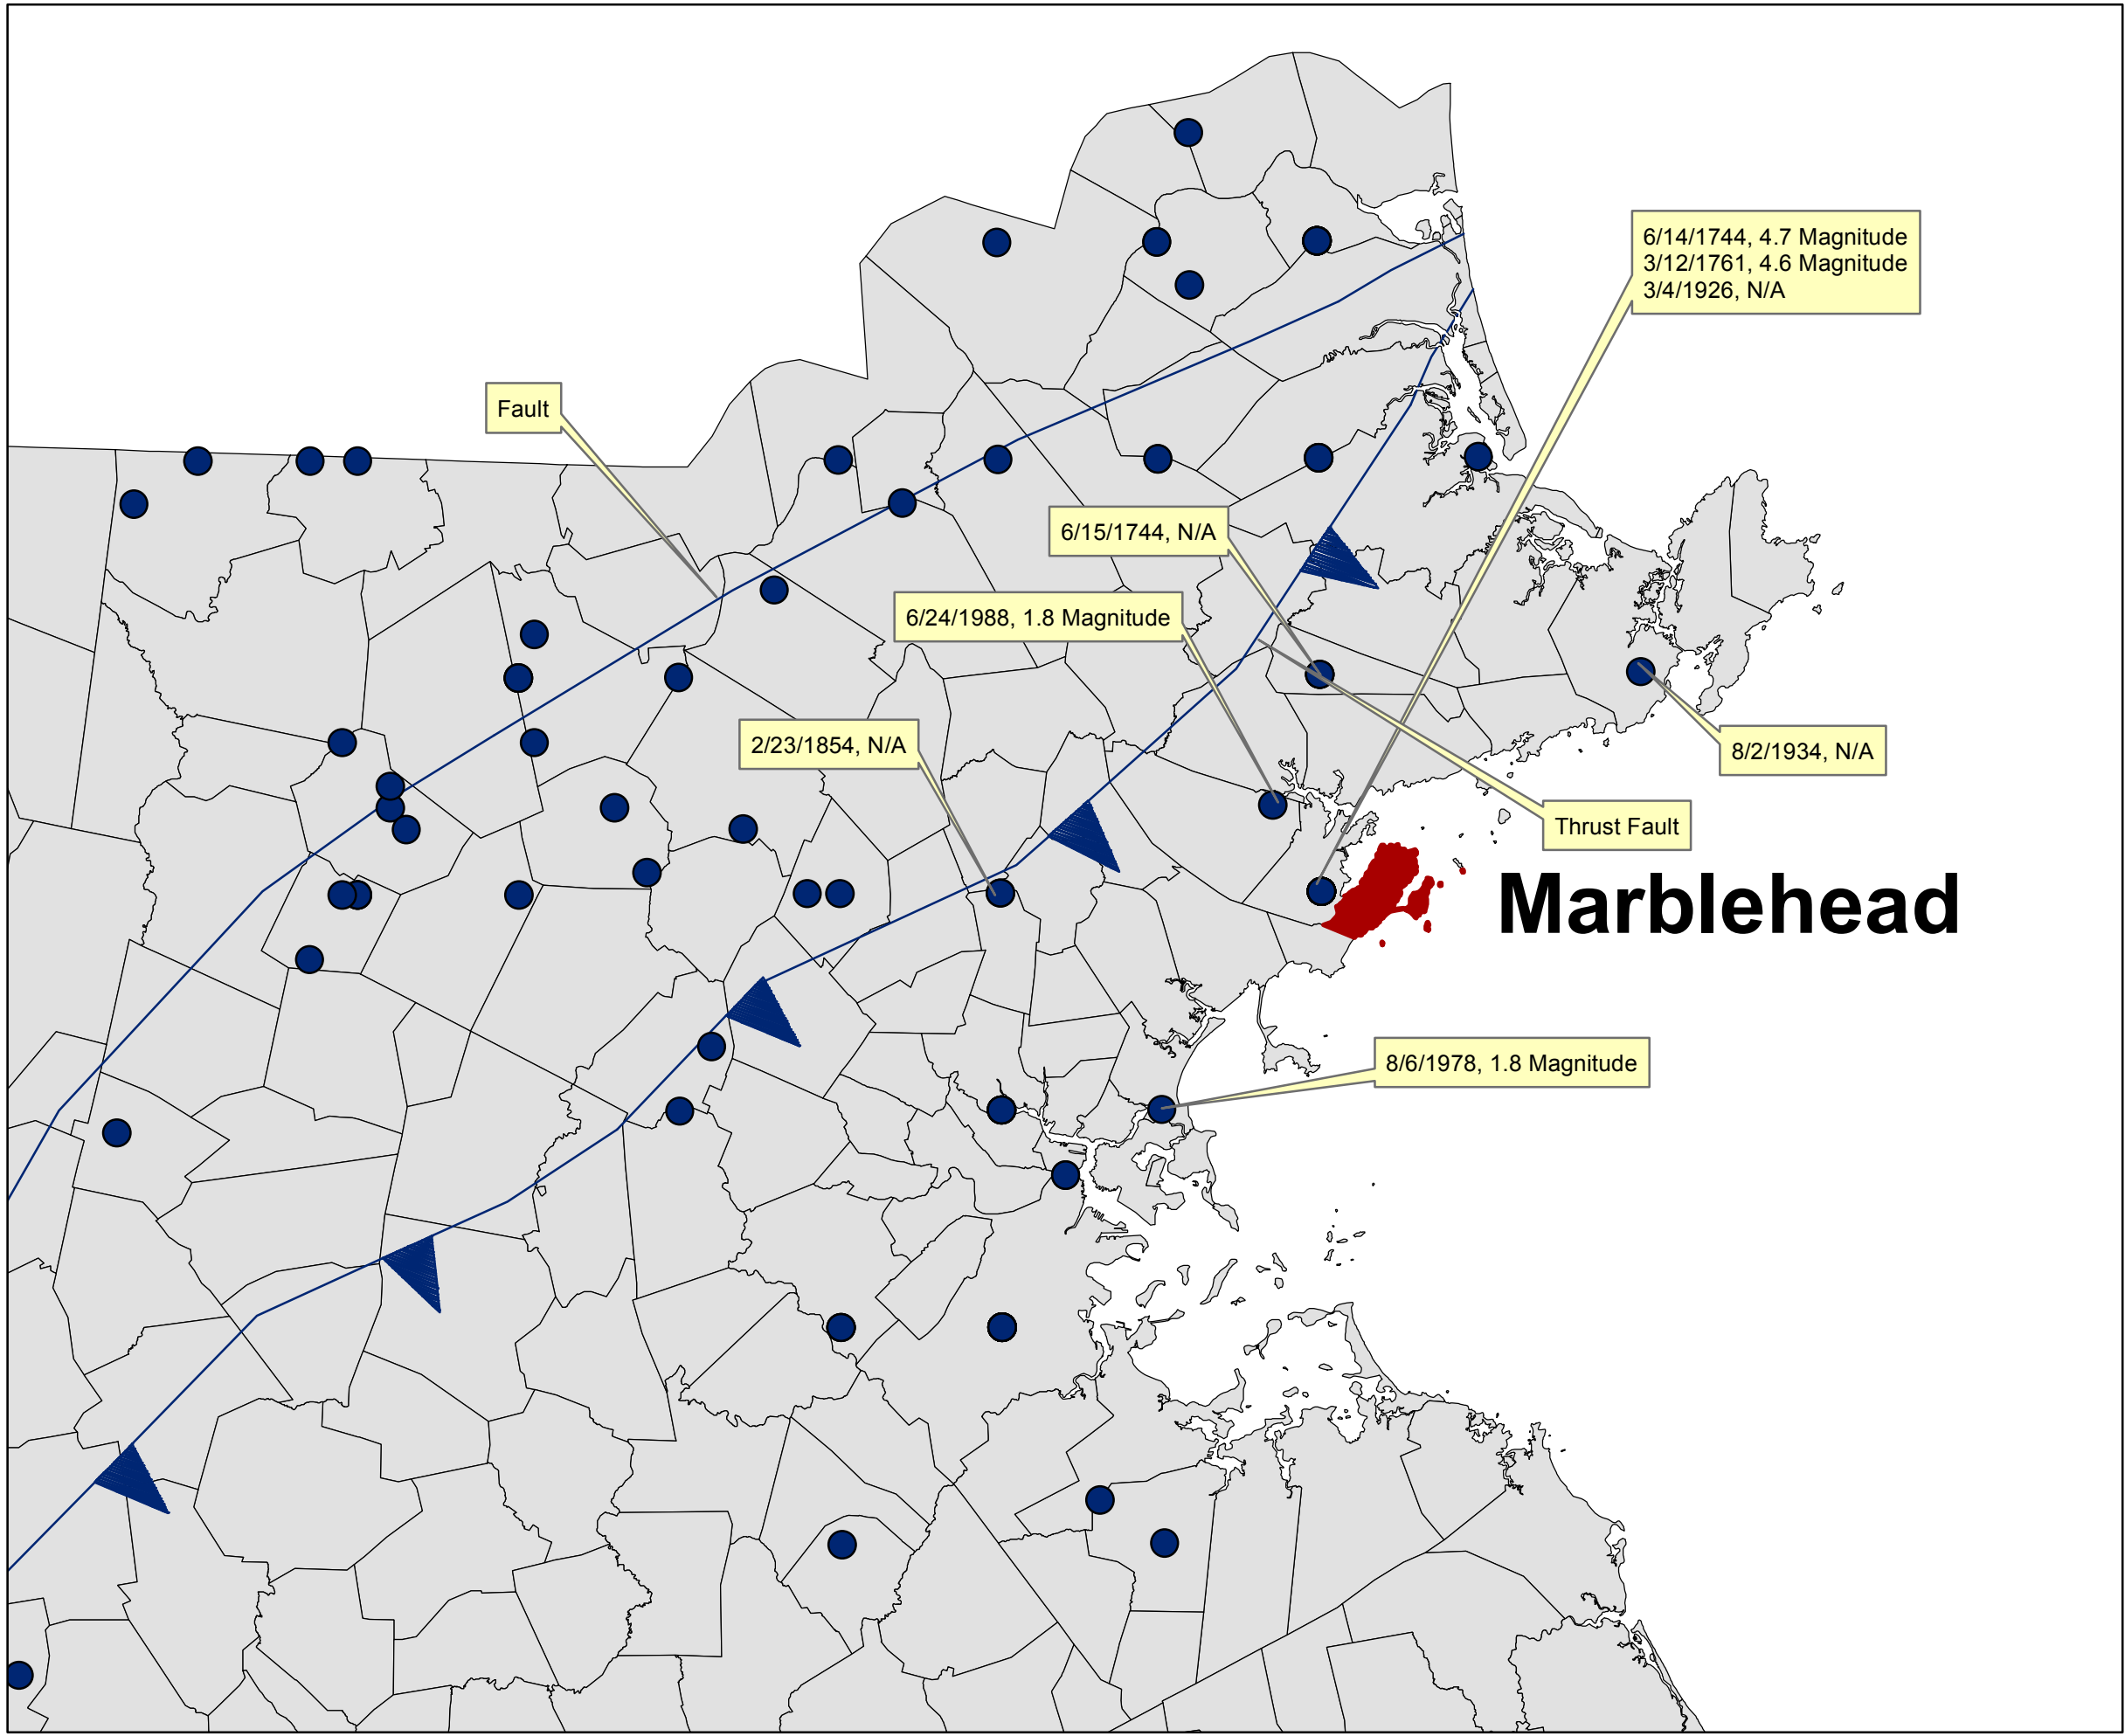 6/14/1744, 4.7 Magnitude
3/12/1761, 4.6 Magnitude
3/4/1926, N/A
Fault
6/15/1744, N/A
6/24/1988, 1.8 Magnitude
2/23/1854, N/A
8/2/1934, N/A
Thrust Fault
Marblehead
8/6/1978, 1.8 Magnitude